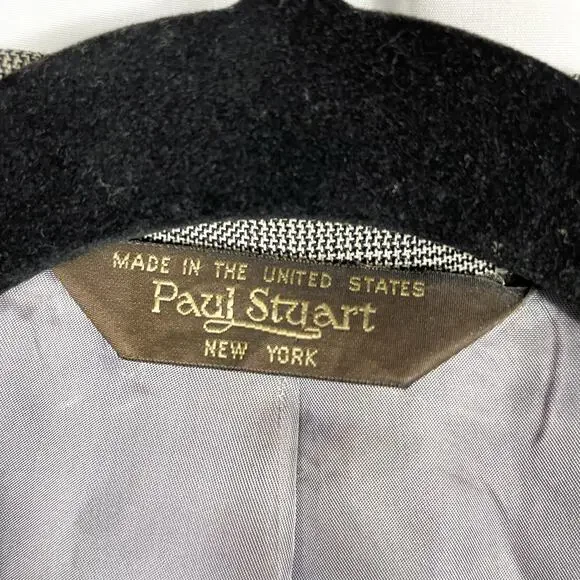 MADE IN THE UNITED STATES
Paul Stuart
NEW YORK